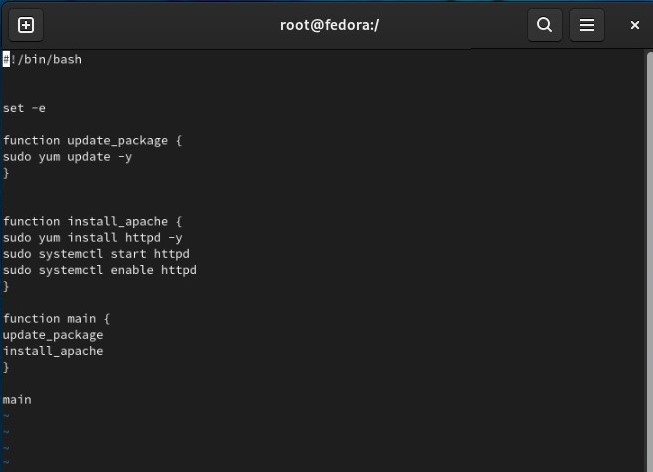 root@fedora:/
#!/bin/bash
set -e
function update_package {
sudo yum update -y
}
function install_apache {
sudo yum install httpd -y
sudo systemctl start httpd
sudo systemctl enable httpd
}
function main {
update_package
install_apache
}
main
~
~
~
~